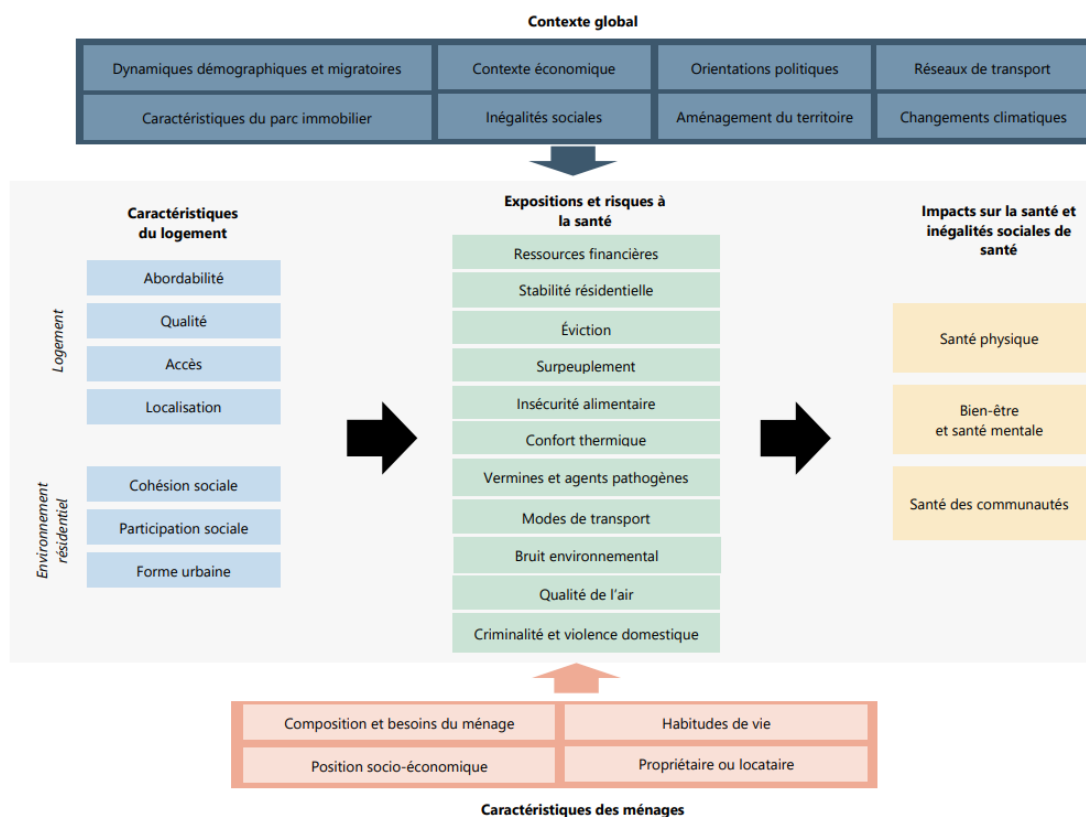 Contexte global
Dynamiques démographiques et migratoires
Contexte économique
Orientations politiques
Réseaux de transport
Caractéristiques du parc immobilier
Inégalités sociales
Aménagement du territoire
Changements climatiques
Caractéristiques
du logement
Logement
Abordabilité
Qualité
Accès
Localisation
Environnement
résidentiel
Cohésion sociale
Participation sociale
Forme urbaine
Expositions et risques à
la santé
Ressources financières
Stabilité résidentielle
Éviction
Surpeuplement
Insécurité alimentaire
Confort thermique
Vermines et agents pathogènes
Modes de transport
Bruit environnemental
Qualité de l'air
Criminalité et violence domestique
Impacts sur la santé et
inégalités sociales de
santé
Santé physique
Bien-être
et santé mentale
Santé des communautés
Composition et besoins du ménage
Habitudes de vie
Position socio-économique
Propriétaire ou locataire
Caractéristiques des ménages